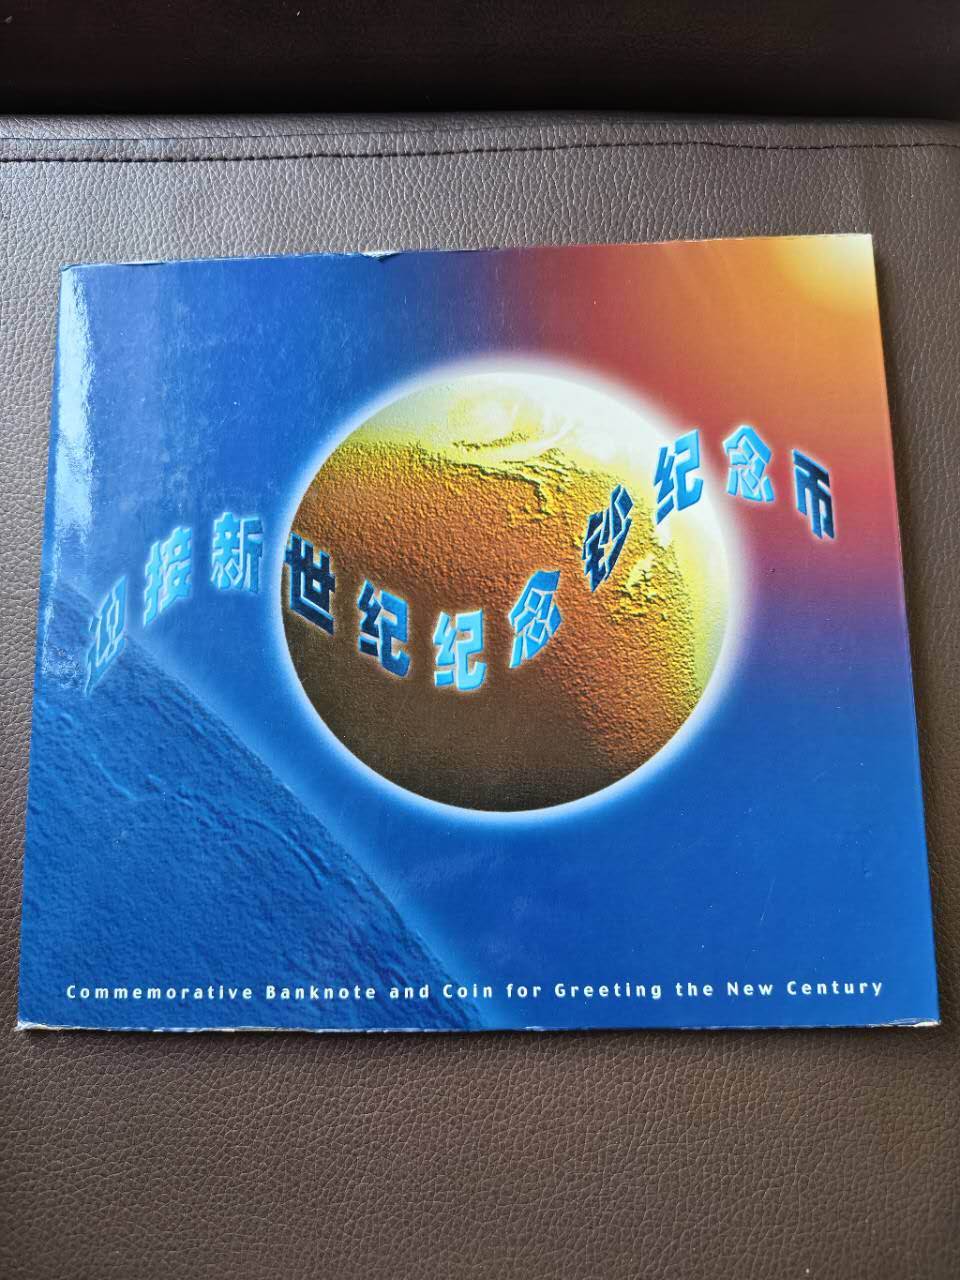 迎接新世纪纪念钞纪念币
Commemorative Banknote and Coin for Greeting the New Century